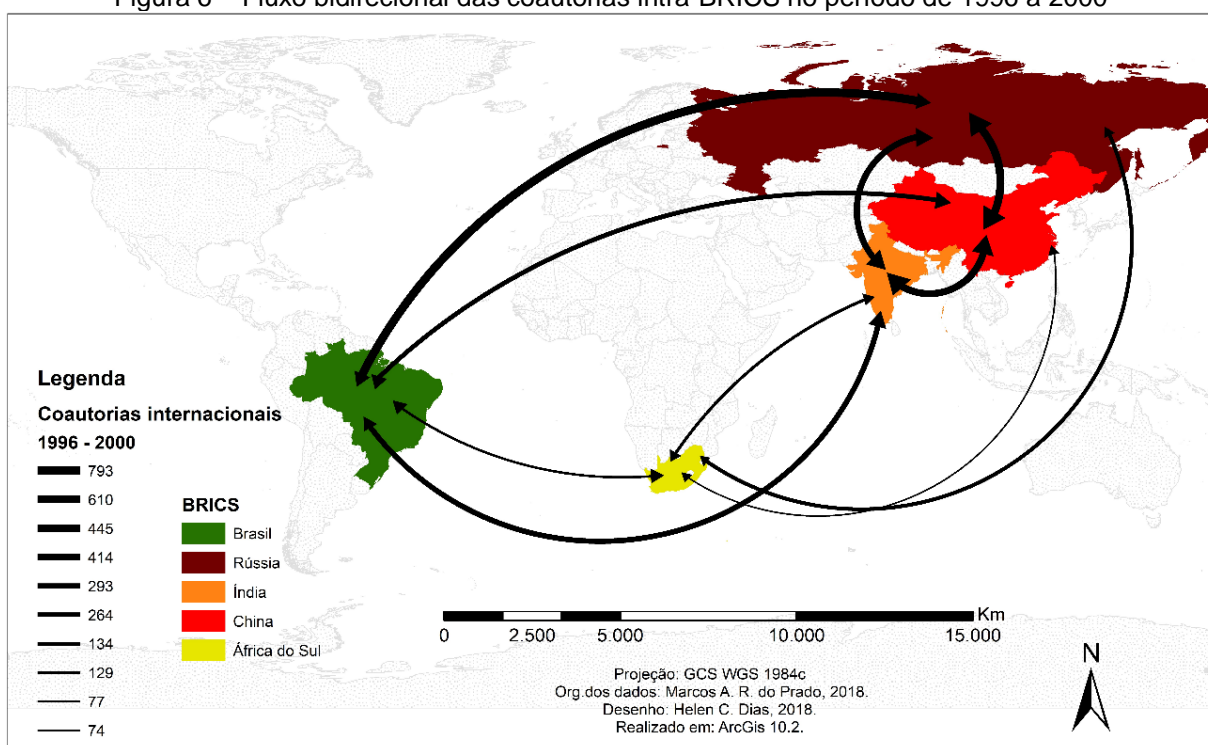 Figura 6 – Fluxo bidirecional das coautorias intra-BRICS no período de 1996 a 2000
Legenda
Coautorias internacionais
1996 - 2000
793
610
445
414
293
264
134
129
77
74
BRICS
Brasil
Rússia
Índia
China
África do Sul
Km
0 2.500 5.000 10.000 15.000
Projeção: GCS WGS 1984c
Org.dos dados: Marcos A. R. do Prado, 2018.
Desenho: Helen C. Dias, 2018.
Realizado em: ArcGis 10.2.
N